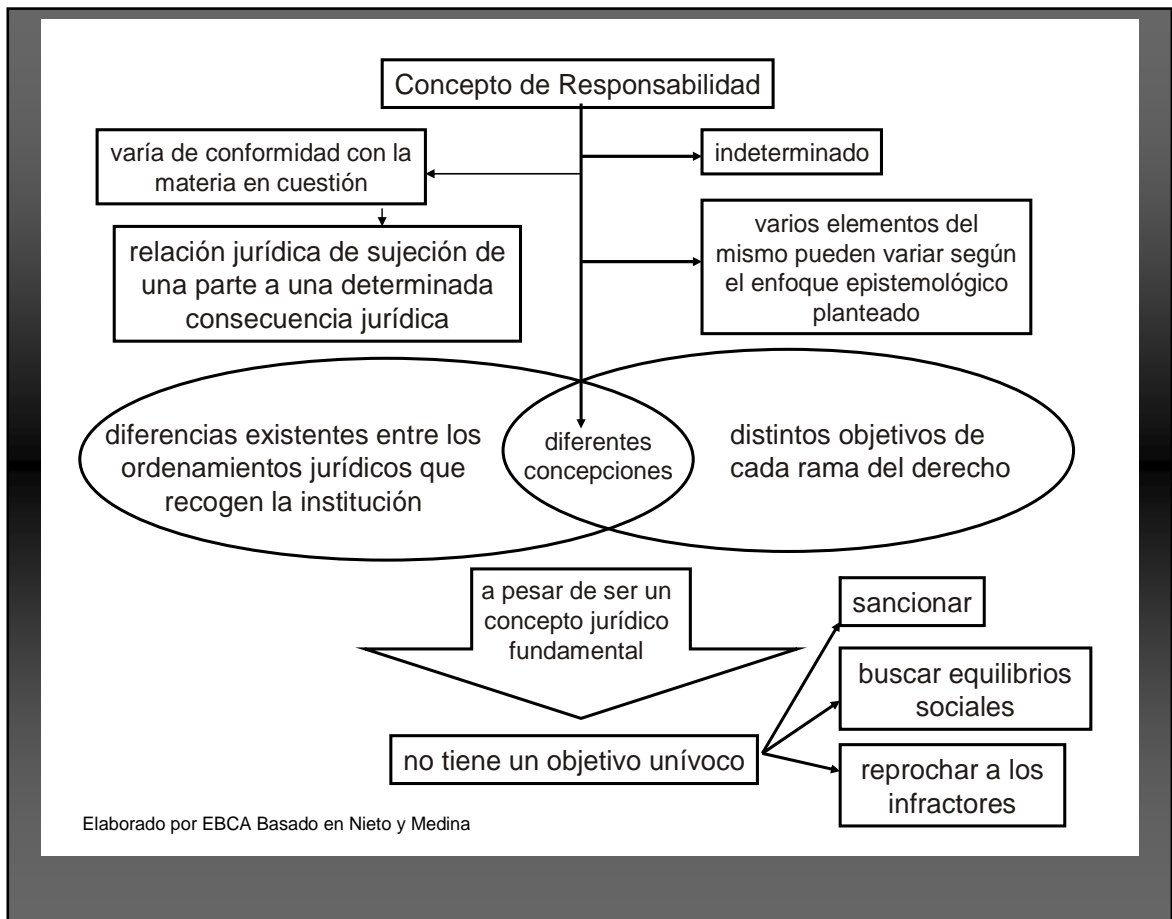 Concepto de Responsabilidad
varía de conformidad con la
materia en cuestión
indeterminado
relación jurídica de sujeción de
una parte a una determinada
consecuencia jurídica
varios elementos del
mismo pueden variar según
el enfoque epistemológico
planteado
diferencias existentes entre los
ordenamientos jurídicos que
recogen la institución
diferentes
concepciones
distintos objetivos de
cada rama del derecho
a pesar de ser un
concepto jurídico
fundamental
no tiene un objetivo unívoco
sancionar
buscar equilibrios
sociales
reprochar a los
infractores
Elaborado por EBCA Basado en Nieto y Medina